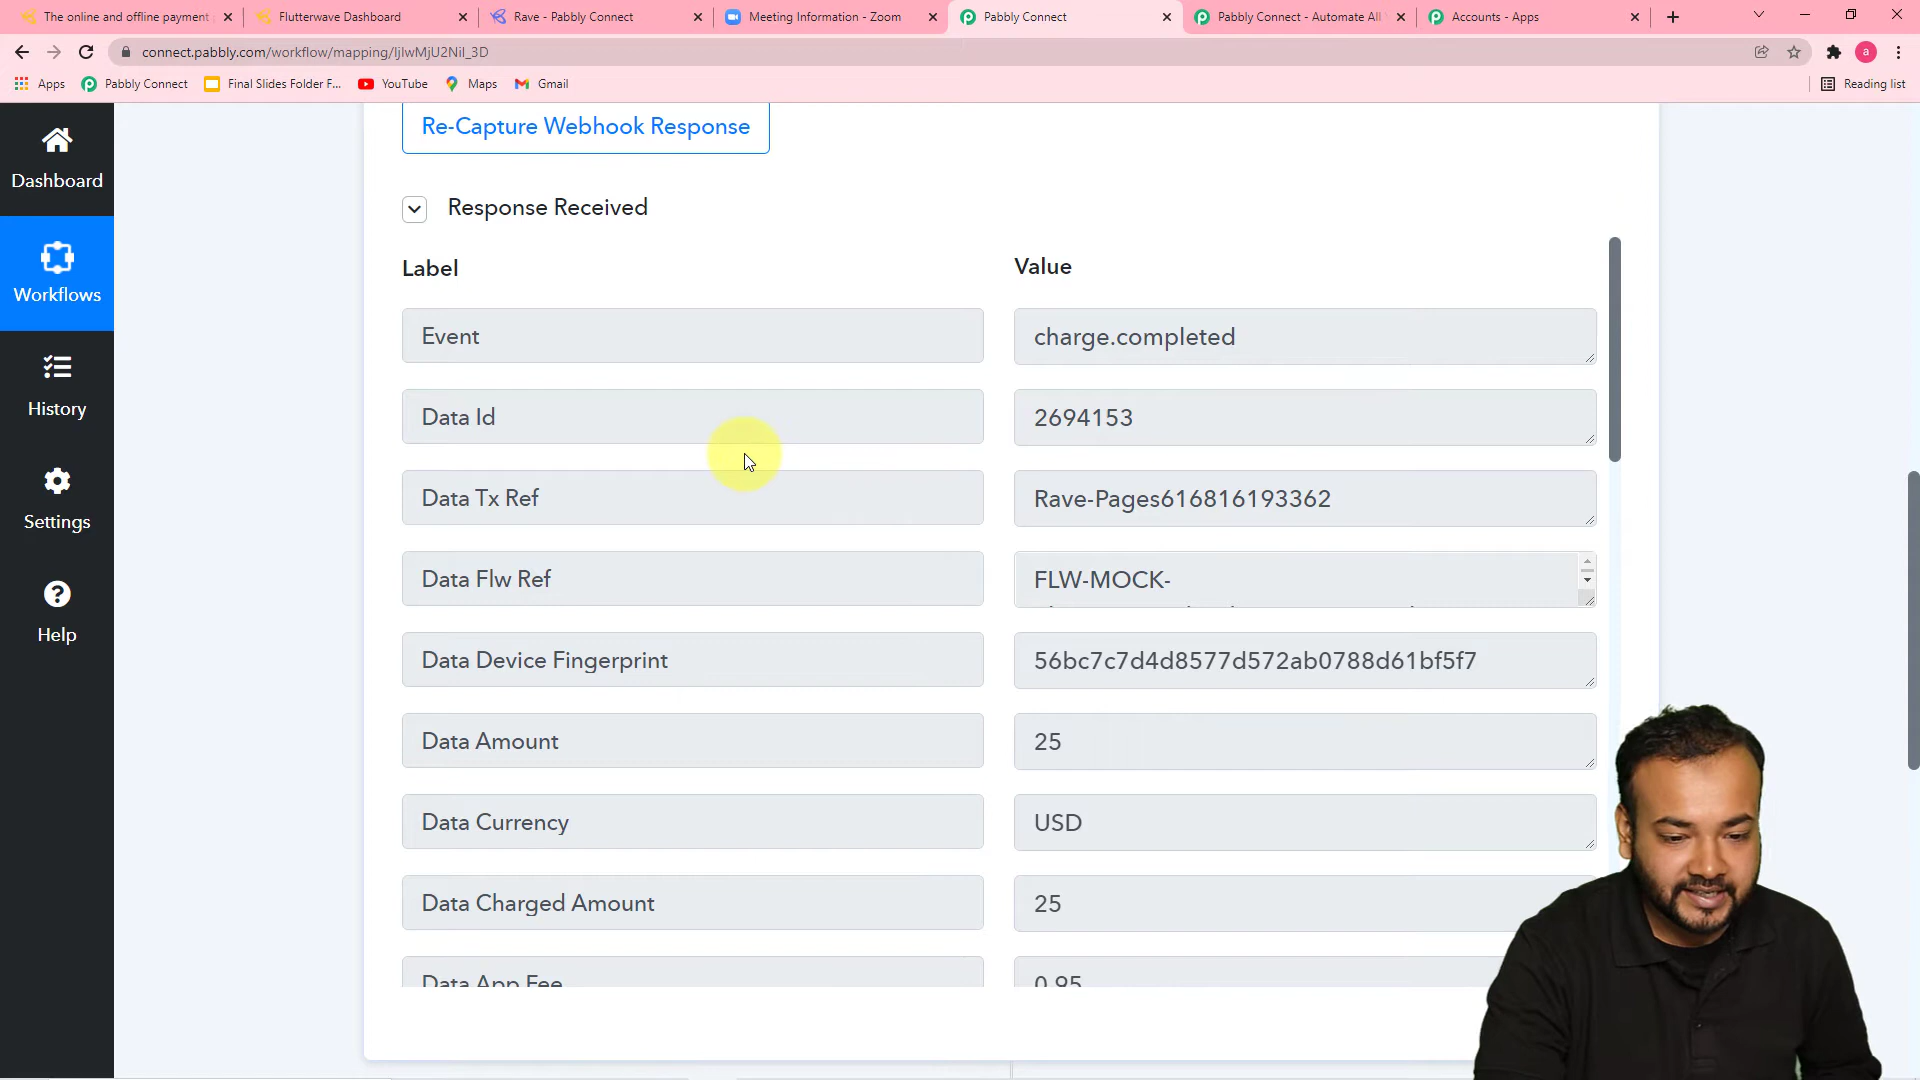 The online and offline payment
Flutterwave Dashboard
Rave - Pabbly Connect
Meeting Information - Zoom
Pabbly Connect
Pabbly Connect - Automate All
Accounts - Apps
connect.pabbly.com/workflow/mapping/IjIwMjU2NiI_3D
Apps
Pabbly Connect
Final Slides Folder F...
YouTube
Maps
Gmail
Reading list
Dashboard
Workflows
History
Settings
Help
Re-Capture Webhook Response
Response Received
Label Value
Event charge.completed
Data Id 2694153
Data Tx Ref Rave-Pages616816193362
Data Flw Ref FLW-MOCK-
Data Device Fingerprint 56bc7c7d4d8577d572ab0788d61bf5f7
Data Amount 25
Data Currency USD
Data Charged Amount 25
Data App Fee 0.95